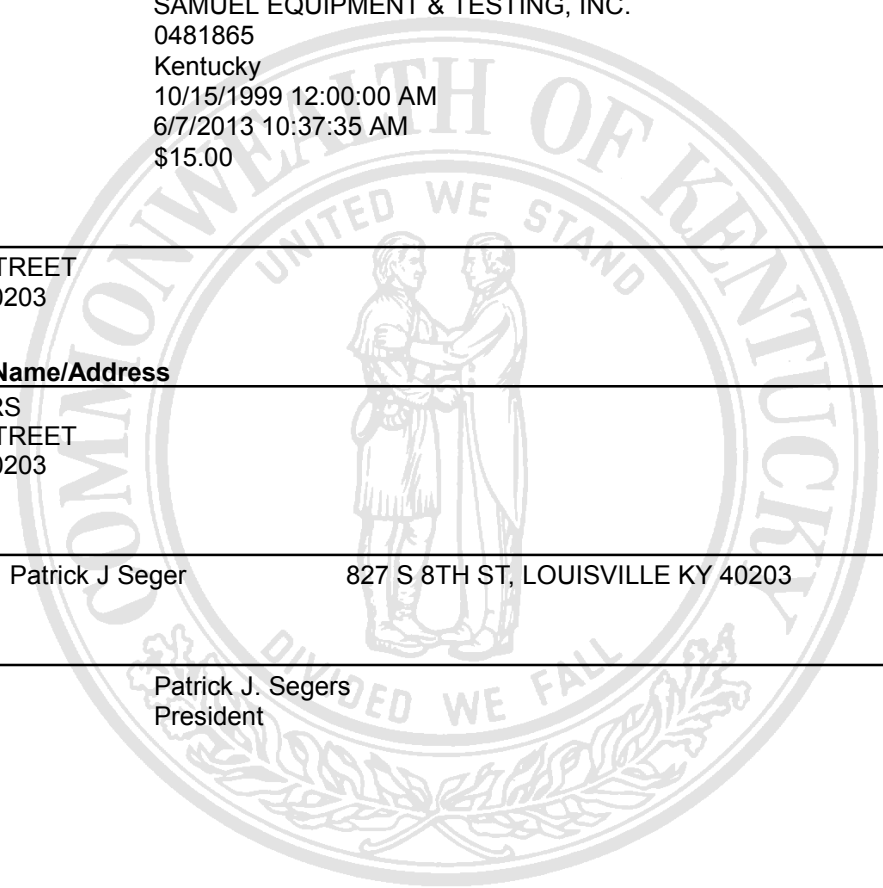 SAMUEL EQUIPMENT & TESTING, INC.
0481865
Kentucky
10/15/1999 12:00:00 AM
6/7/2013 10:37:35 AM
$15.00
COMMONWEALTH OF KENTUCKY
UNITED WE STAND
DIVIDED WE FALL
TREET
0203
Name/Address
RS
TREET
0203
Patrick J Seger 827 S 8TH ST, LOUISVILLE KY 40203
Patrick J. Segers
President